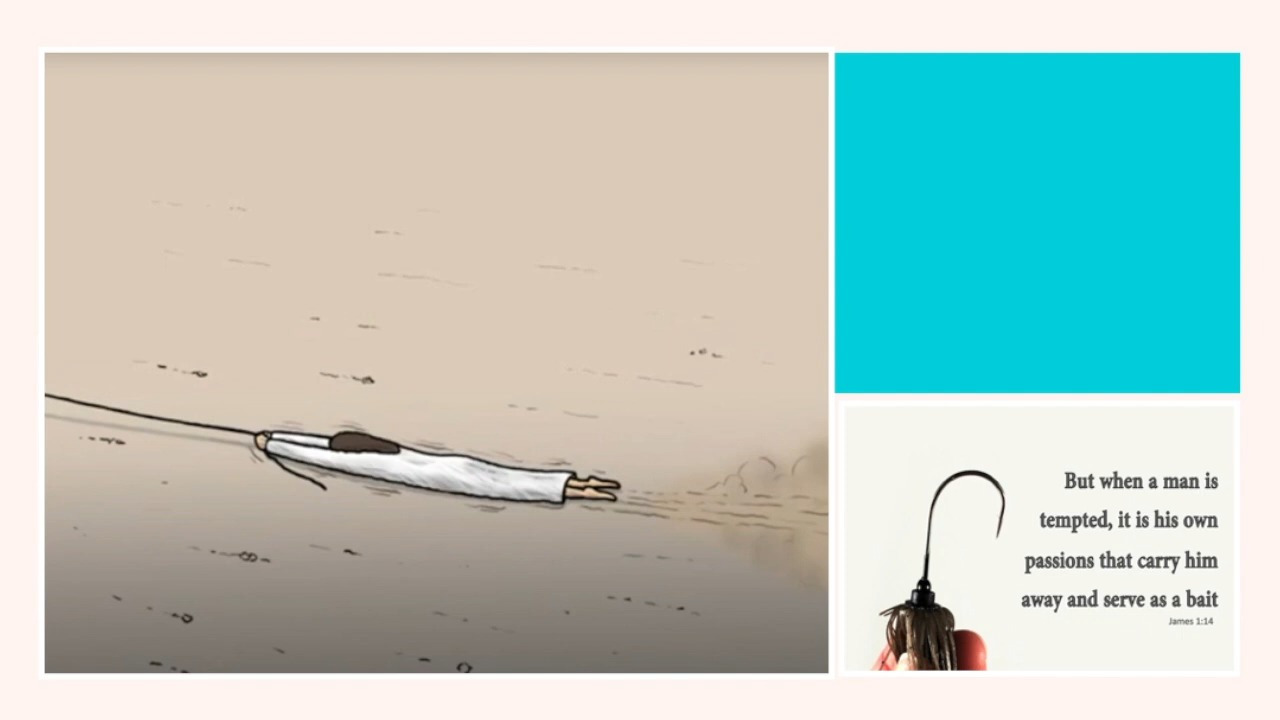 But when a man is
tempted, it is his own
passions that carry him
away and serve as a bait
James 1:14